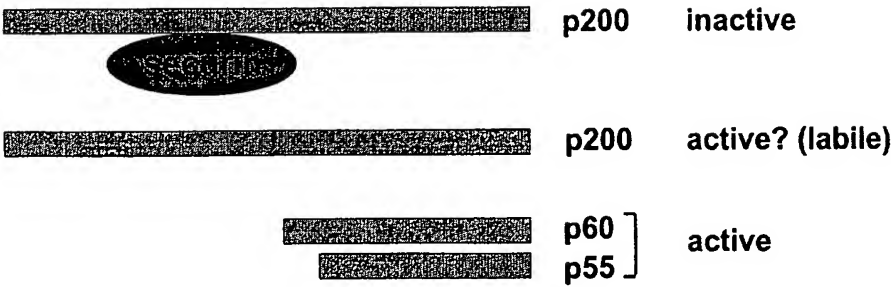 p200 inactive
securin
p200 active? (labile)
p60
active
p55